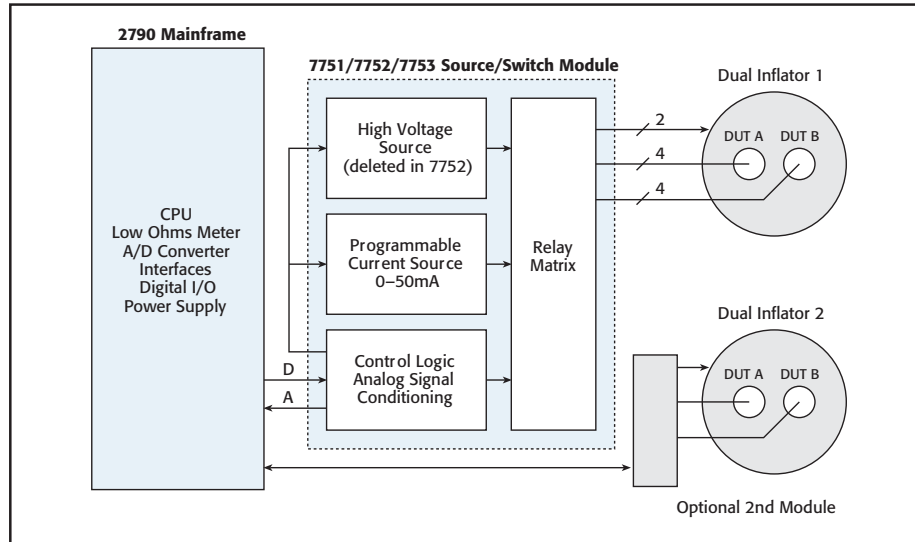 2790 Mainframe
CPU
Low Ohms Meter
A/D Converter
Interfaces
Digital I/O
Power Supply
7751/7752/7753 Source/Switch Module
High Voltage
Source
(deleted in 7752)
Programmable
Current Source
0–50mA
Control Logic
Analog Signal
Conditioning
D
A
Relay
Matrix
2
4
4
Dual Inflator 1
DUT A
DUT B
Dual Inflator 2
DUT A
DUT B
Optional 2nd Module